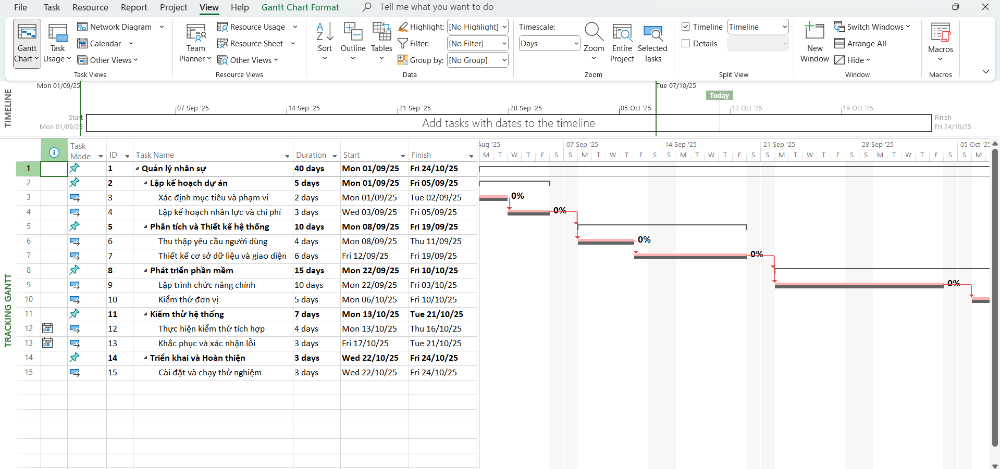 File Task Resource Report Project View Help Gantt Chart Format Tell me what you want to do
Gantt Chart
Task Usage
Network Diagram
Calendar
Other Views
Task Views
Team Planner
Resource Usage
Resource Sheet
Other Views
Resource Views
Sort
Outline
Tables
Highlight: [No Highlight]
Filter: [No Filter]
Group by: [No Group]
Data
Timescale:
Days
Zoom
Entire Project
Selected Tasks
Zoom
Timeline Timeline
Details
Split View
New Window
Switch Windows
Arrange All
Hide
Window
Macros
Macros
TIMELINE
Mon 01/09/25 Tue 07/10/25
Today
07 Sep '25 14 Sep '25 21 Sep '25 28 Sep '25 05 Oct '25 12 Oct '25 19 Oct '25
Start
Mon 01/09/25
Add tasks with dates to the timeline
Finish
Fri 24/10/25
TRACKING GANTT
Task Mode ID Task Name Duration Start Finish
1 1 Quản lý nhân sự 40 days Mon 01/09/25 Fri 24/10/25
2 2 Lập kế hoạch dự án 5 days Mon 01/09/25 Fri 05/09/25
3 3 Xác định mục tiêu và phạm vi 2 days Mon 01/09/25 Tue 02/09/25
4 4 Lập kế hoạch nhân lực và chi phí 3 days Wed 03/09/25 Fri 05/09/25
5 5 Phân tích và Thiết kế hệ thống 10 days Mon 08/09/25 Fri 19/09/25
6 6 Thu thập yêu cầu người dùng 4 days Mon 08/09/25 Thu 11/09/25
7 7 Thiết kế cơ sở dữ liệu và giao diện 6 days Fri 12/09/25 Fri 19/09/25
8 8 Phát triển phần mềm 15 days Mon 22/09/25 Fri 10/10/25
9 9 Lập trình chức năng chính 10 days Mon 22/09/25 Fri 03/10/25
10 10 Kiểm thử đơn vị 5 days Mon 06/10/25 Fri 10/10/25
11 11 Kiểm thử hệ thống 7 days Mon 13/10/25 Tue 21/10/25
12 12 Thực hiện kiểm thử tích hợp 4 days Mon 13/10/25 Thu 16/10/25
13 13 Khắc phục và xác nhận lỗi 3 days Fri 17/10/25 Tue 21/10/25
14 14 Triển khai và Hoàn thiện 3 days Wed 22/10/25 Fri 24/10/25
15 15 Cài đặt và chạy thử nghiệm 3 days Wed 22/10/25 Fri 24/10/25
Aug '25 07 Sep '25 14 Sep '25 21 Sep '25 28 Sep '25 05 Oct '25
M T W T F S S M T W T F S S M T W T F S S M T W T F S S M T W T F S S M
0%
0%
0%
0%
0%